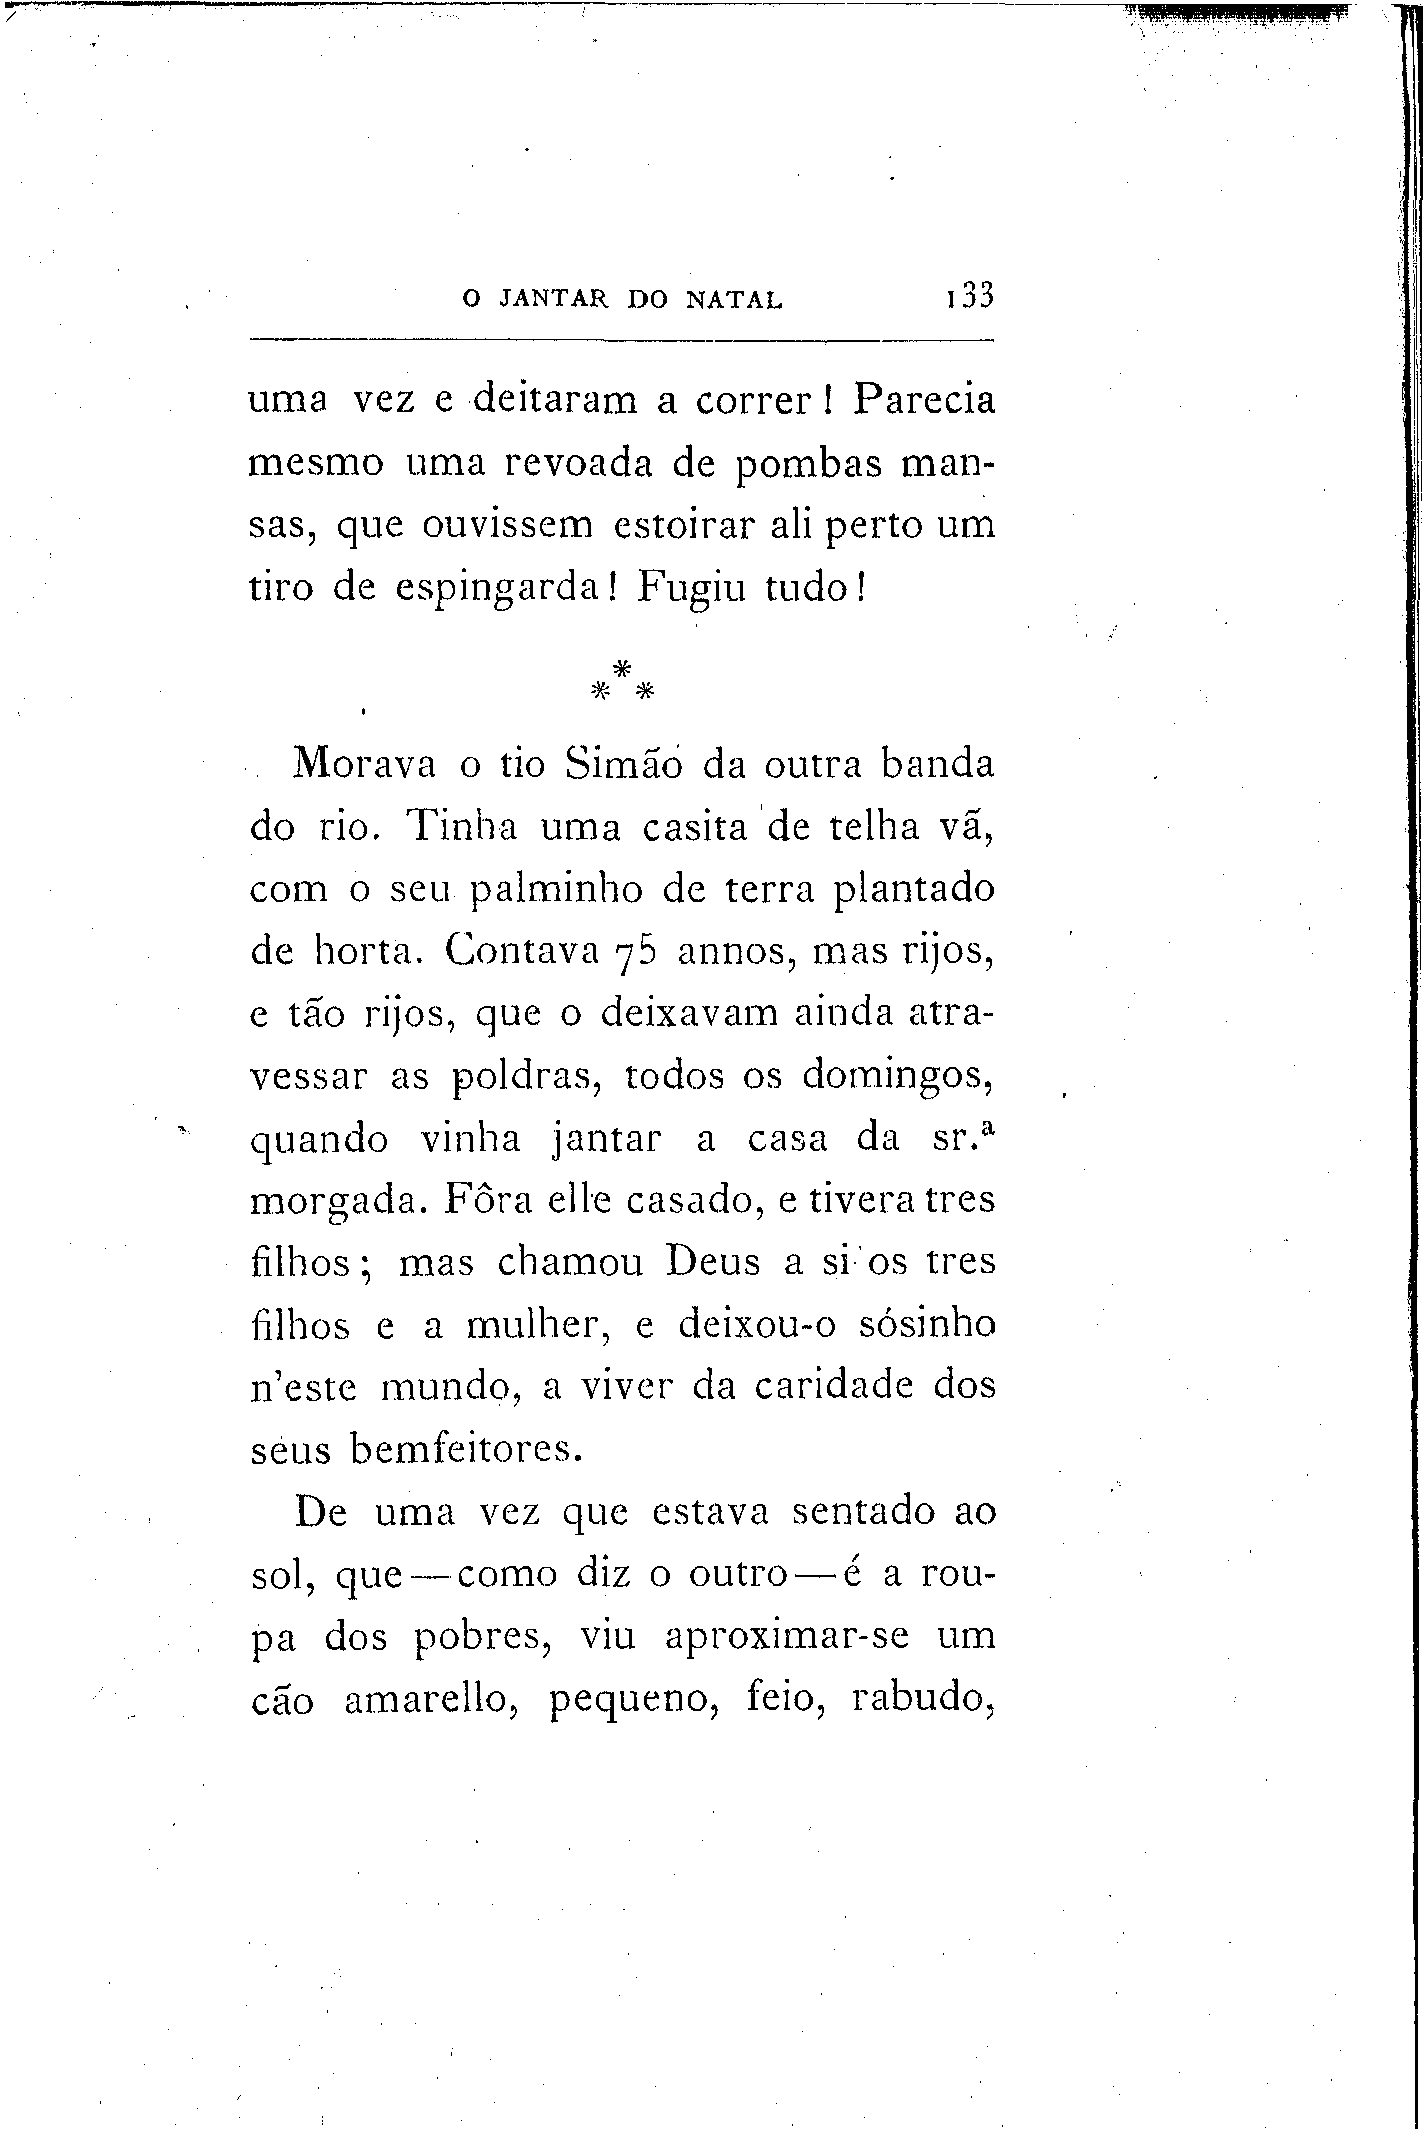 O JANTAR DO NATAL 133
uma vez e deitaram a correr! Parecia
mesmo uma revoada de pombas man-
sas, que ouvissem estoirar ali perto um
tiro de espingarda! Fugiu tudo!
*
* *
Morava o tio Simão da outra banda
do rio. Tinha uma casita de telha vã,
com o seu palminho de terra plantado
de horta. Contava 75 annos, mas rijos,
e tão rijos, que o deixavam ainda atra-
vessar as poldras, todos os domingos,
quando vinha jantar a casa da sr.ª
morgada. Fôra elle casado, e tivera tres
filhos; mas chamou Deus a si os tres
filhos e a mulher, e deixou-o sósinho
n'este mundo, a viver da caridade dos
seus bemfeitores.
De uma vez que estava sentado ao
sol, que—como diz o outro—é a rou-
pa dos pobres, viu aproximar-se um
cão amarello, pequeno, feio, rabudo,